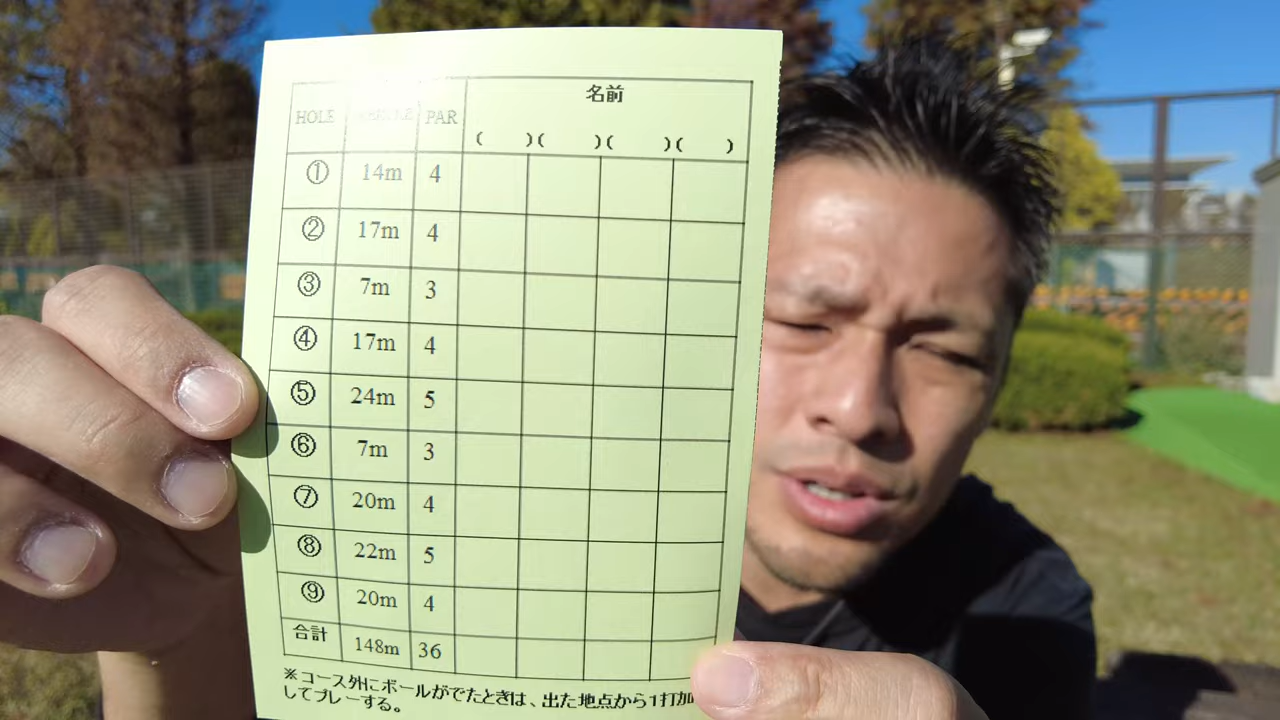 名前
HOLE PAR ( )( )( )( )
① 14m 4
② 17m 4
③ 7m 3
④ 17m 4
⑤ 24m 5
⑥ 7m 3
⑦ 20m 4
⑧ 22m 5
⑨ 20m 4
合計 148m 36
※コース外にボールがでたときは、出た地点から1打加
してプレーする。